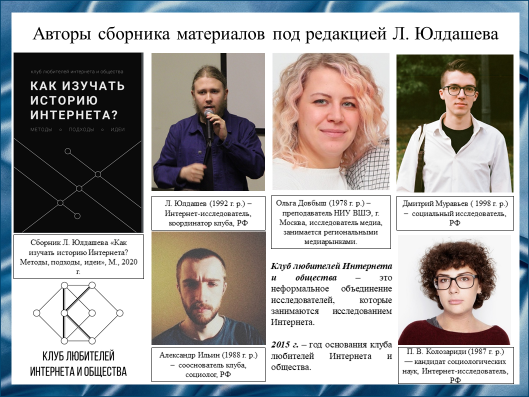 Авторы сборника материалов под редакцией Л. Юлдашева
КЛУБ ЛЮБИТЕЛЕЙ ИНТЕРНЕТА И ОБЩЕСТВА
КАК ИЗУЧАТЬ
ИСТОРИЮ
ИНТЕРНЕТА?
МЕТОДЫ • ПОДХОДЫ • ИДЕИ
Сборник Л. Юлдашева «Как
изучать историю Интернета?
Методы, подходы, идеи», М., 2020
г.
КЛУБ ЛЮБИТЕЛЕЙ
ИНТЕРНЕТА И ОБЩЕСТВА
Л. Юлдашев (1992 г. р.) –
Интернет-исследователь,
координатор клуба, РФ
Александр Ильин (1988 г. р.)
– сооснователь клуба,
социолог, РФ
Ольга Довбыш (1978 г. р.) –
преподаватель НИУ ВШЭ, г.
Москва, исследователь медиа,
занимается региональными
медиарынками.
Клуб любителей Интернета
и общества – это
неформальное объединение
исследователей, которые
занимаются исследованием
Интернета.
2015 г. – год основания клуба
любителей Интернета и
общества.
Дмитрий Муравьев ( 1998 г. р.)
– социальный исследователь,
РФ
П. В. Колозариди (1987 г. р.)
— кандидат социологических
наук, Интернет-исследователь,
РФ